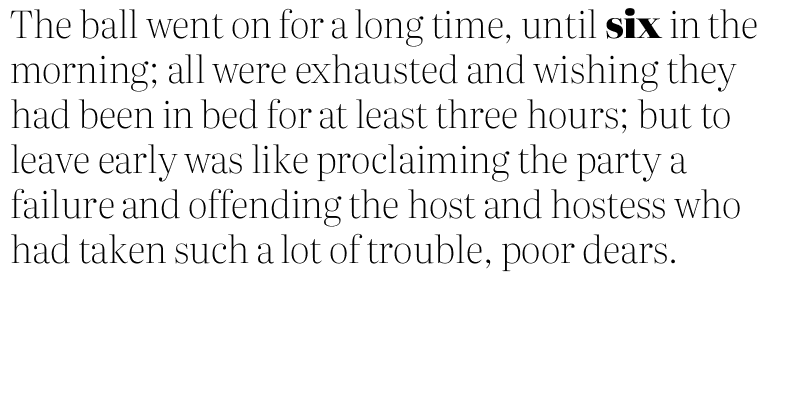 The ball went on for a long time, until six in the
morning; all were exhausted and wishing they
had been in bed for at least three hours; but to
leave early was like proclaiming the party a
failure and offending the host and hostess who
had taken such a lot of trouble, poor dears.